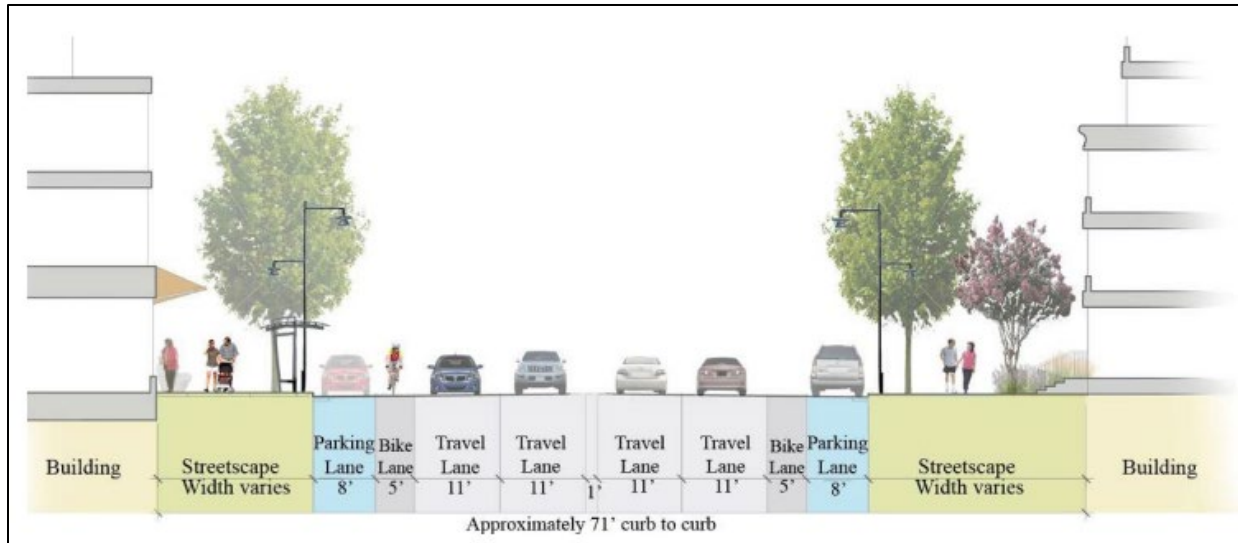 Building
Streetscape
Width varies
Parking
Lane
8'
Bike
Lane
5'
Travel
Lane
11'
Travel
Lane
11'
1'
Travel
Lane
11'
Travel
Lane
11'
Bike
Lane
5'
Parking
Lane
8'
Streetscape
Width varies
Building
Approximately 71' curb to curb